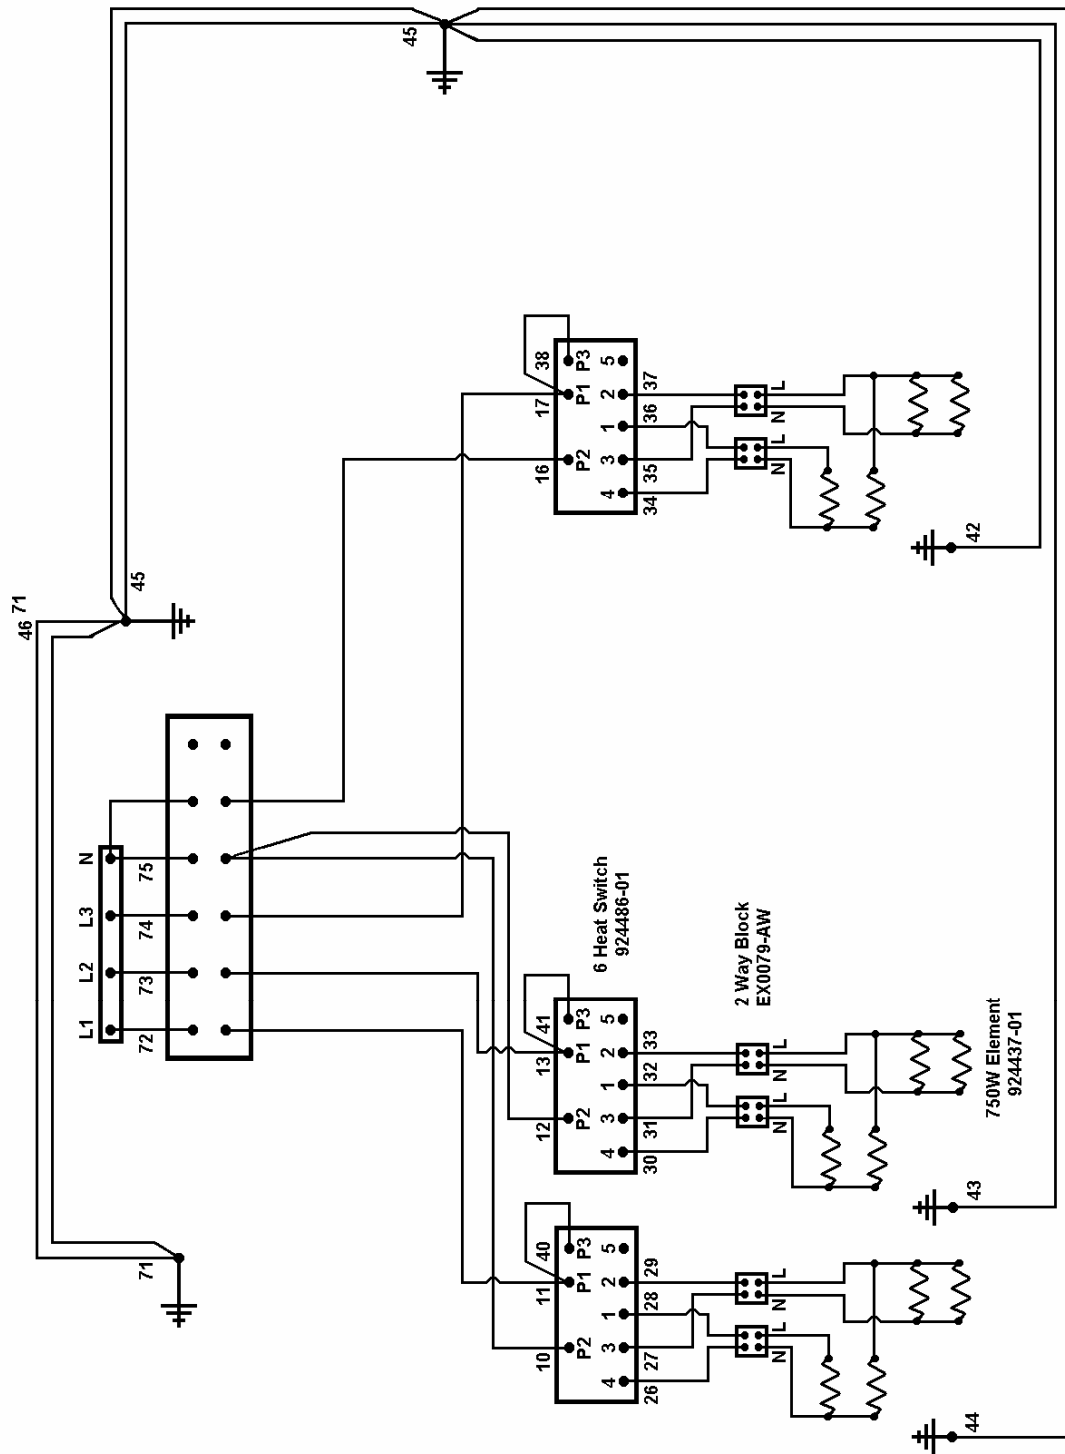 46 71
L1 L2 L3 N
71 72 73 74 75 45
45
10 11 40 12 13 41 16 17 38
P2 P1 P3 P2 P1 P3 P2 P1 P3
6 Heat Switch
924486-01
4 3 1 2 5 4 3 1 2 5 4 3 1 2 5
26 27 28 29 30 31 32 33 34 35 36 37
2 Way Block
EX0079-AW
N L N L N L N L N L N L
44 43 42
750W Element
924437-01